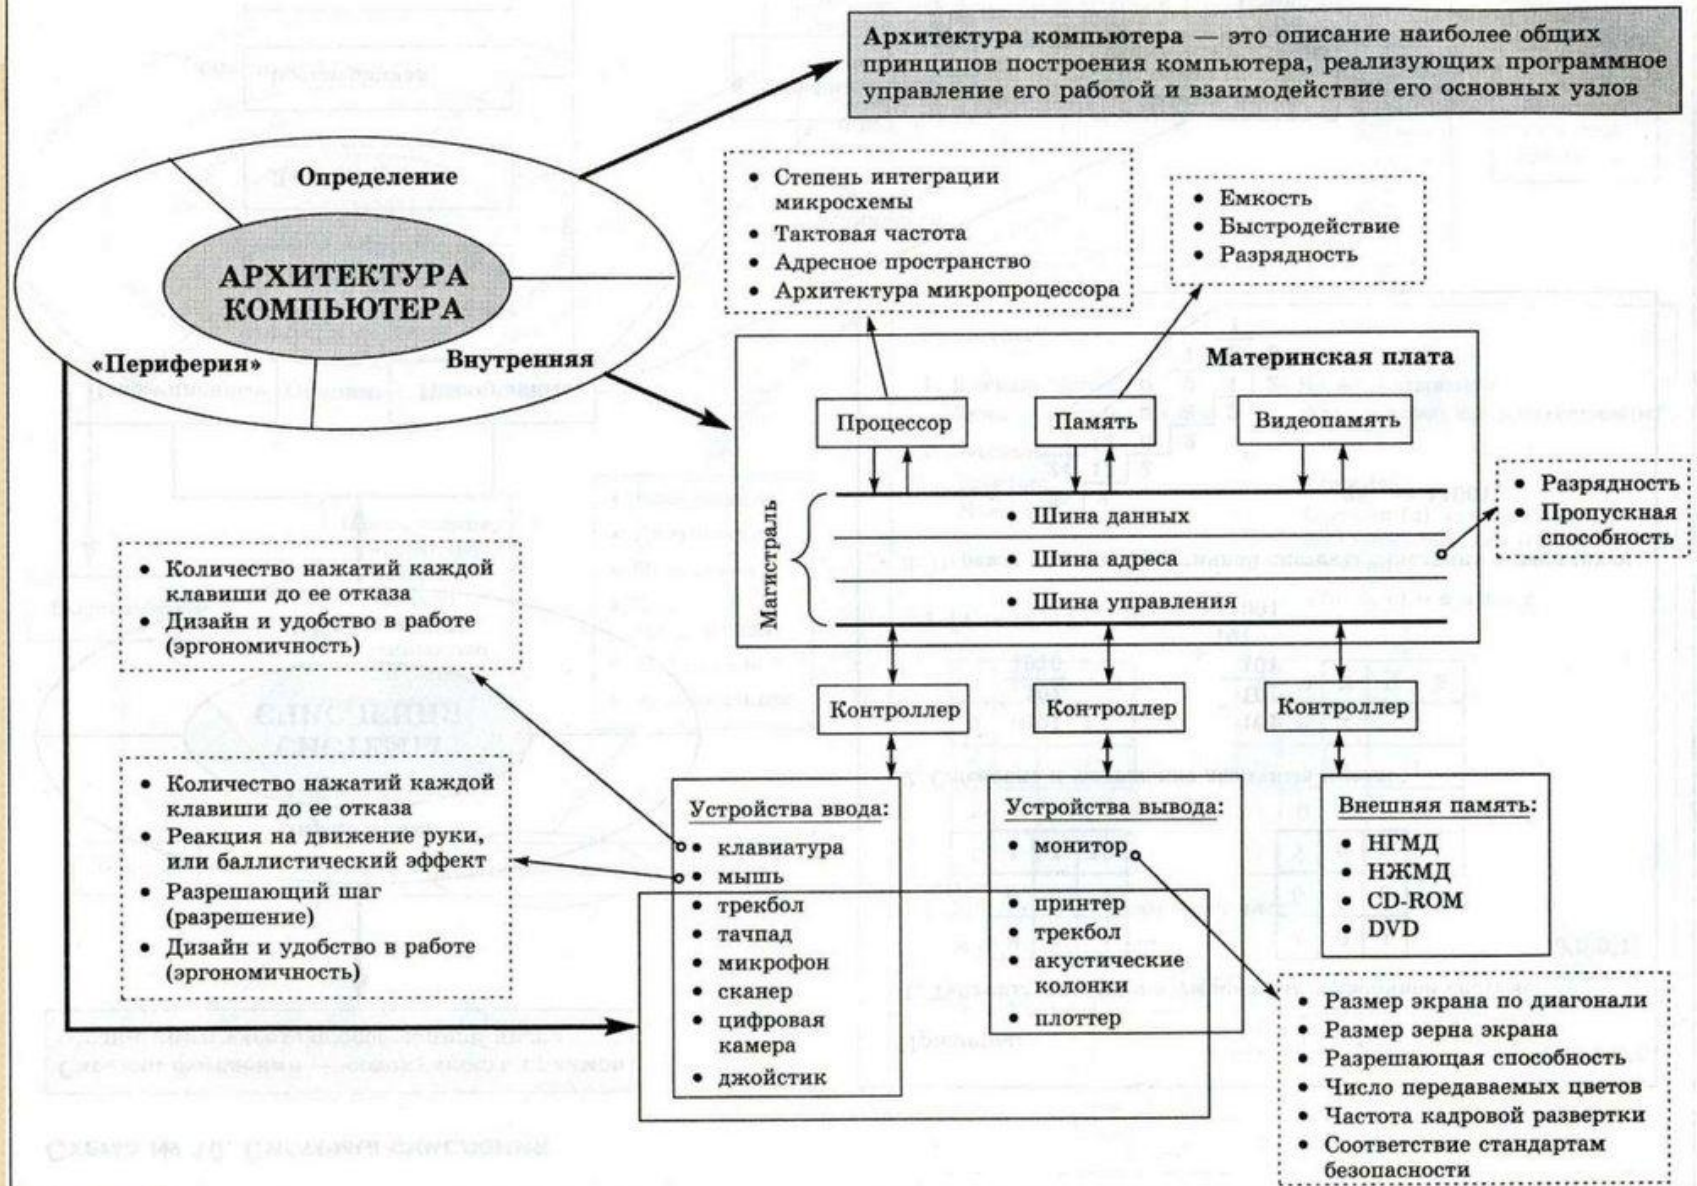 Архитектура компьютера — это описание наиболее общих
принципов построения компьютера, реализующих программное
управление его работой и взаимодействие его основных узлов
Определение
АРХИТЕКТУРА
КОМПЬЮТЕРА
«Периферия»
Внутренняя
• Степень интеграции
микросхемы
• Тактовая частота
• Адресное пространство
• Архитектура микропроцессора
• Емкость
• Быстродействие
• Разрядность
Материнская плата
Процессор
Память
Видеопамять
Магистраль
• Шина данных
• Шина адреса
• Шина управления
• Разрядность
• Пропускная
способность
Контроллер
Контроллер
Контроллер
• Количество нажатий каждой
клавиши до ее отказа
• Дизайн и удобство в работе
(эргономичность)
• Количество нажатий каждой
клавиши до ее отказа
• Реакция на движение руки,
или баллистический эффект
• Разрешающий шаг
(разрешение)
• Дизайн и удобство в работе
(эргономичность)
Устройства ввода:
• клавиатура
• мышь
• трекбол
• тачпад
• микрофон
• сканер
• цифровая
камера
• джойстик
Устройства вывода:
• монитор
• принтер
• трекбол
• акустические
колонки
• плоттер
Внешняя память:
• НГМД
• НЖМД
• CD-ROM
• DVD
• Размер экрана по диагонали
• Размер зерна экрана
• Разрешающая способность
• Число передаваемых цветов
• Частота кадровой развертки
• Соответствие стандартам
безопасности